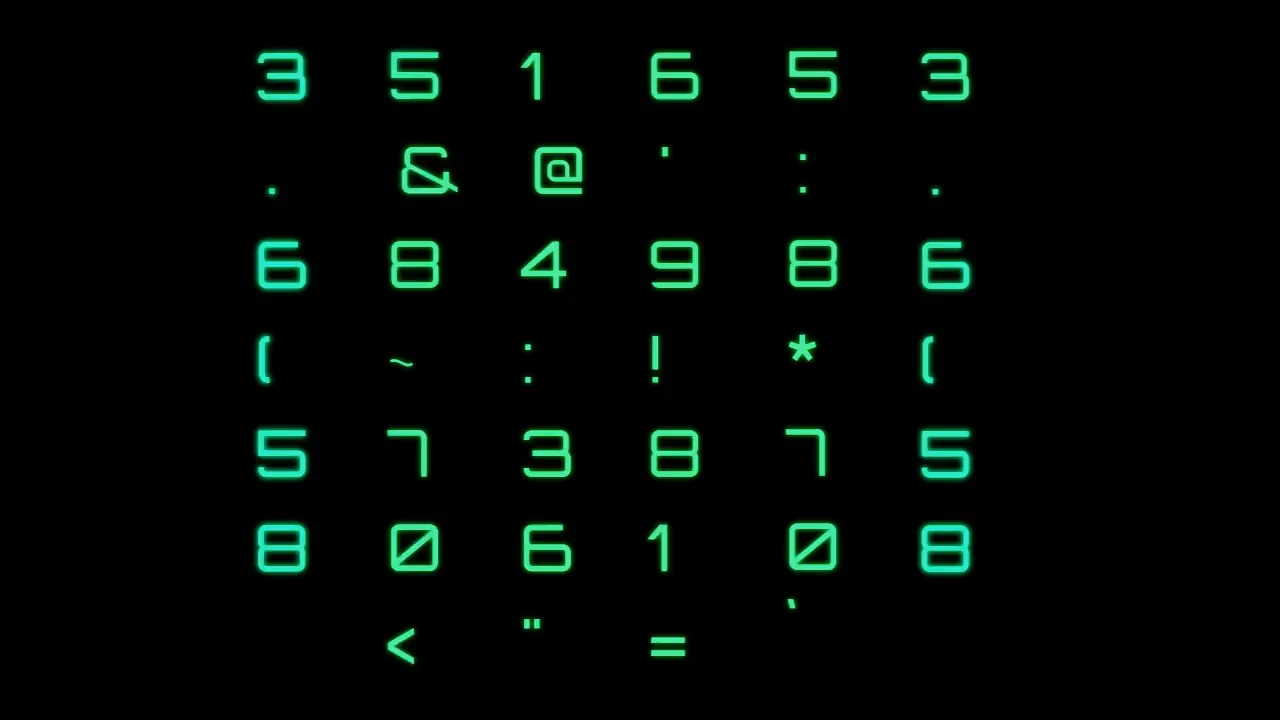 3 5 1 6 5 3
. & @ ' : .
6 8 4 9 8 6
( ~ : ! * (
5 7 3 8 7 5
8 0 6 1 0 8
< " = `